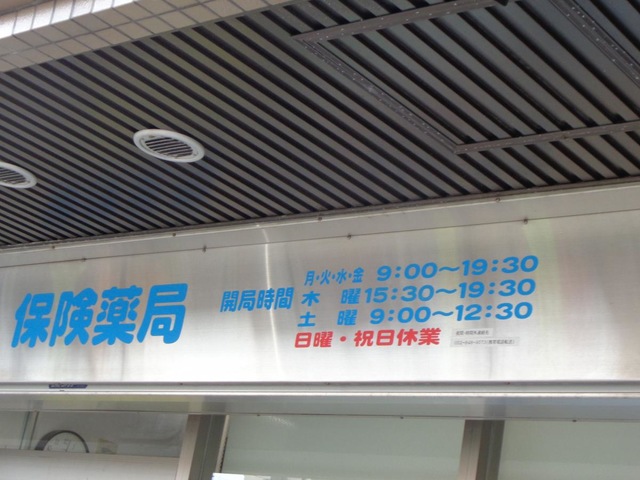 保険薬局
開局時間
月・火・水・金 9:00～19:30
木 曜 15:30～19:30
土 曜 9:00～12:30
日曜・祝日休業